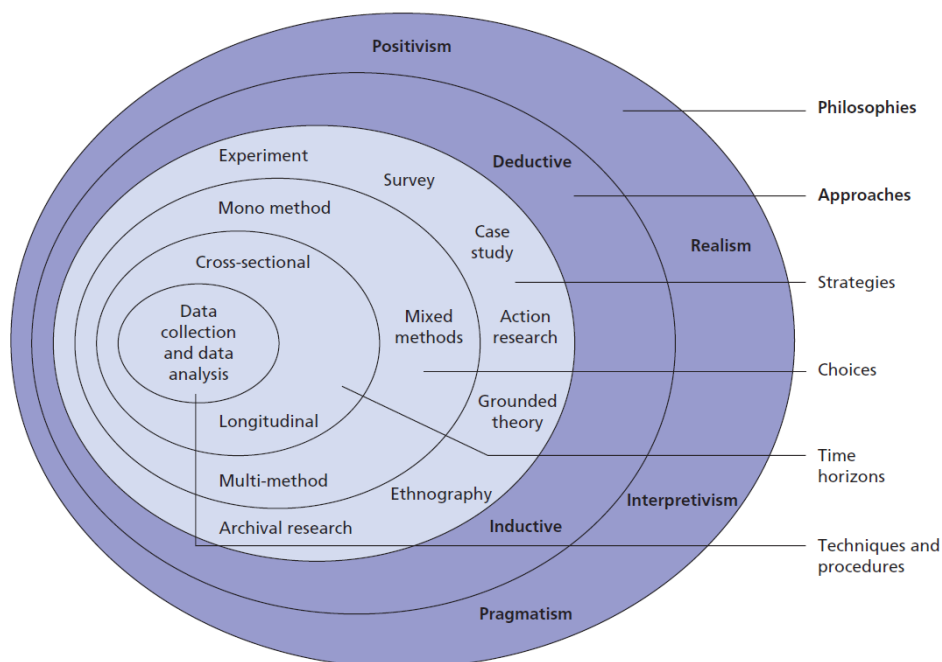 Positivism
Philosophies
Experiment
Deductive
Survey
Approaches
Mono method
Case
study
Realism
Cross-sectional
Strategies
Data
collection
and data
analysis
Mixed
methods
Action
research
Choices
Grounded
theory
Longitudinal
Time
horizons
Multi-method
Ethnography
Interpretivism
Archival research
Inductive
Techniques and
procedures
Pragmatism